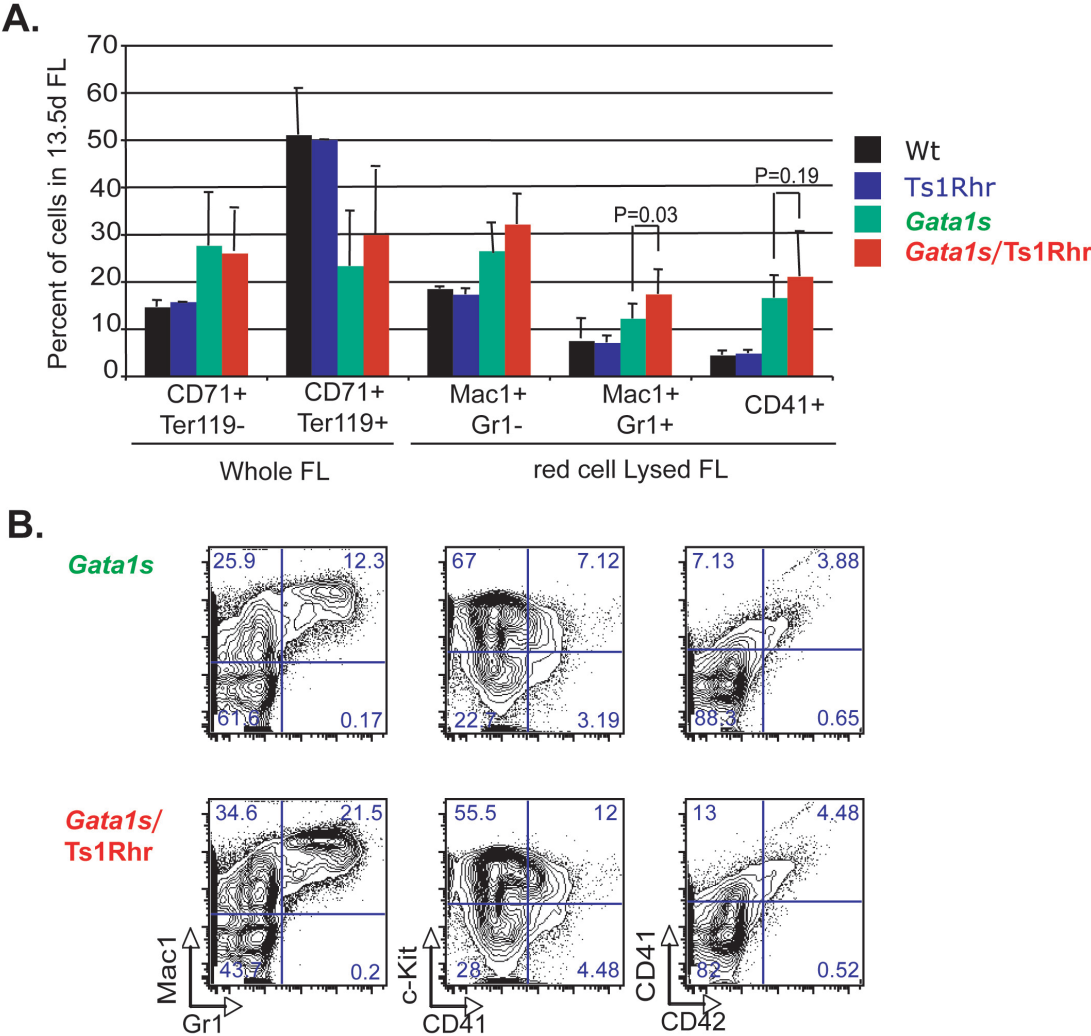 A.
Percent of cells in 13.5d FL
70
60
50
40
30
20
10
0
P=0.03
P=0.19
Wt
Ts1Rhr
Gata1s
Gata1s/Ts1Rhr
CD71+
Ter119-
CD71+
Ter119+
Mac1+
Gr1-
Mac1+
Gr1+
CD41+
Whole FL
red cell Lysed FL
B.
Gata1s
25.9 12.3
61.6 0.17
67 7.12
22.7 3.19
7.13 3.88
88.3 0.65
Gata1s/
Ts1Rhr
34.6 21.5
43.7 0.2
55.5 12
28 4.48
13 4.48
82 0.52
Mac1
Gr1
c-Kit
CD41
CD41
CD42